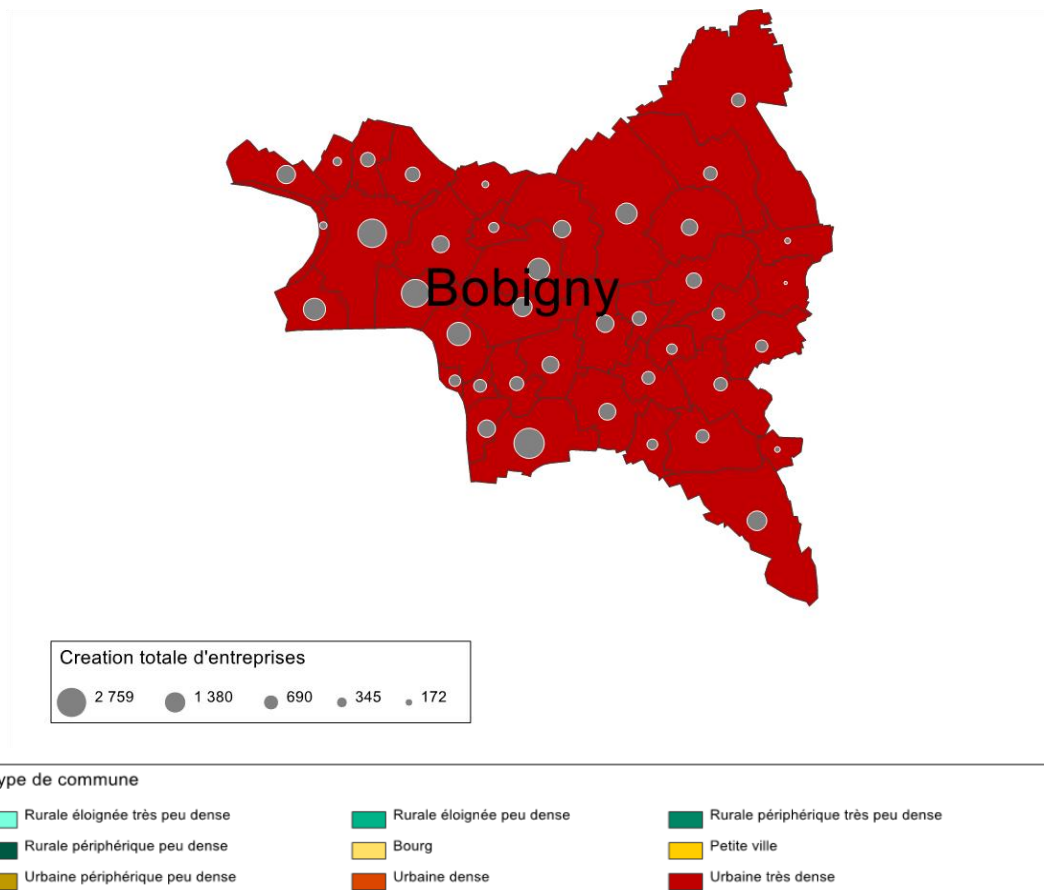 Bobigny
Creation totale d'entreprises
2 759 1 380 690 345 172
ype de commune
Rurale éloignée très peu dense Rurale éloignée peu dense Rurale périphérique très peu dense
Rurale périphérique peu dense Bourg Petite ville
Urbaine périphérique peu dense Urbaine dense Urbaine très dense